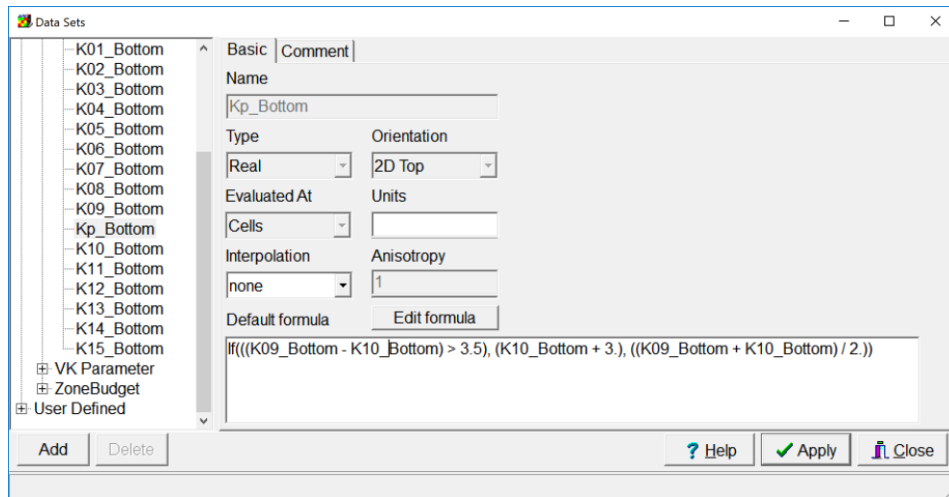 Data Sets
K01_Bottom
K02_Bottom
K03_Bottom
K04_Bottom
K05_Bottom
K06_Bottom
K07_Bottom
K08_Bottom
K09_Bottom
Kp_Bottom
K10_Bottom
K11_Bottom
K12_Bottom
K13_Bottom
K14_Bottom
K15_Bottom
VK Parameter
ZoneBudget
User Defined
Basic Comment
Name
Kp_Bottom
Type Orientation
Real 2D Top
Evaluated At Units
Cells
Interpolation Anisotropy
none 1
Default formula Edit formula
If(((K09_Bottom - K10_Bottom) > 3.5), (K10_Bottom + 3.), ((K09_Bottom + K10_Bottom) / 2.))
Add Delete ? Help Apply Close